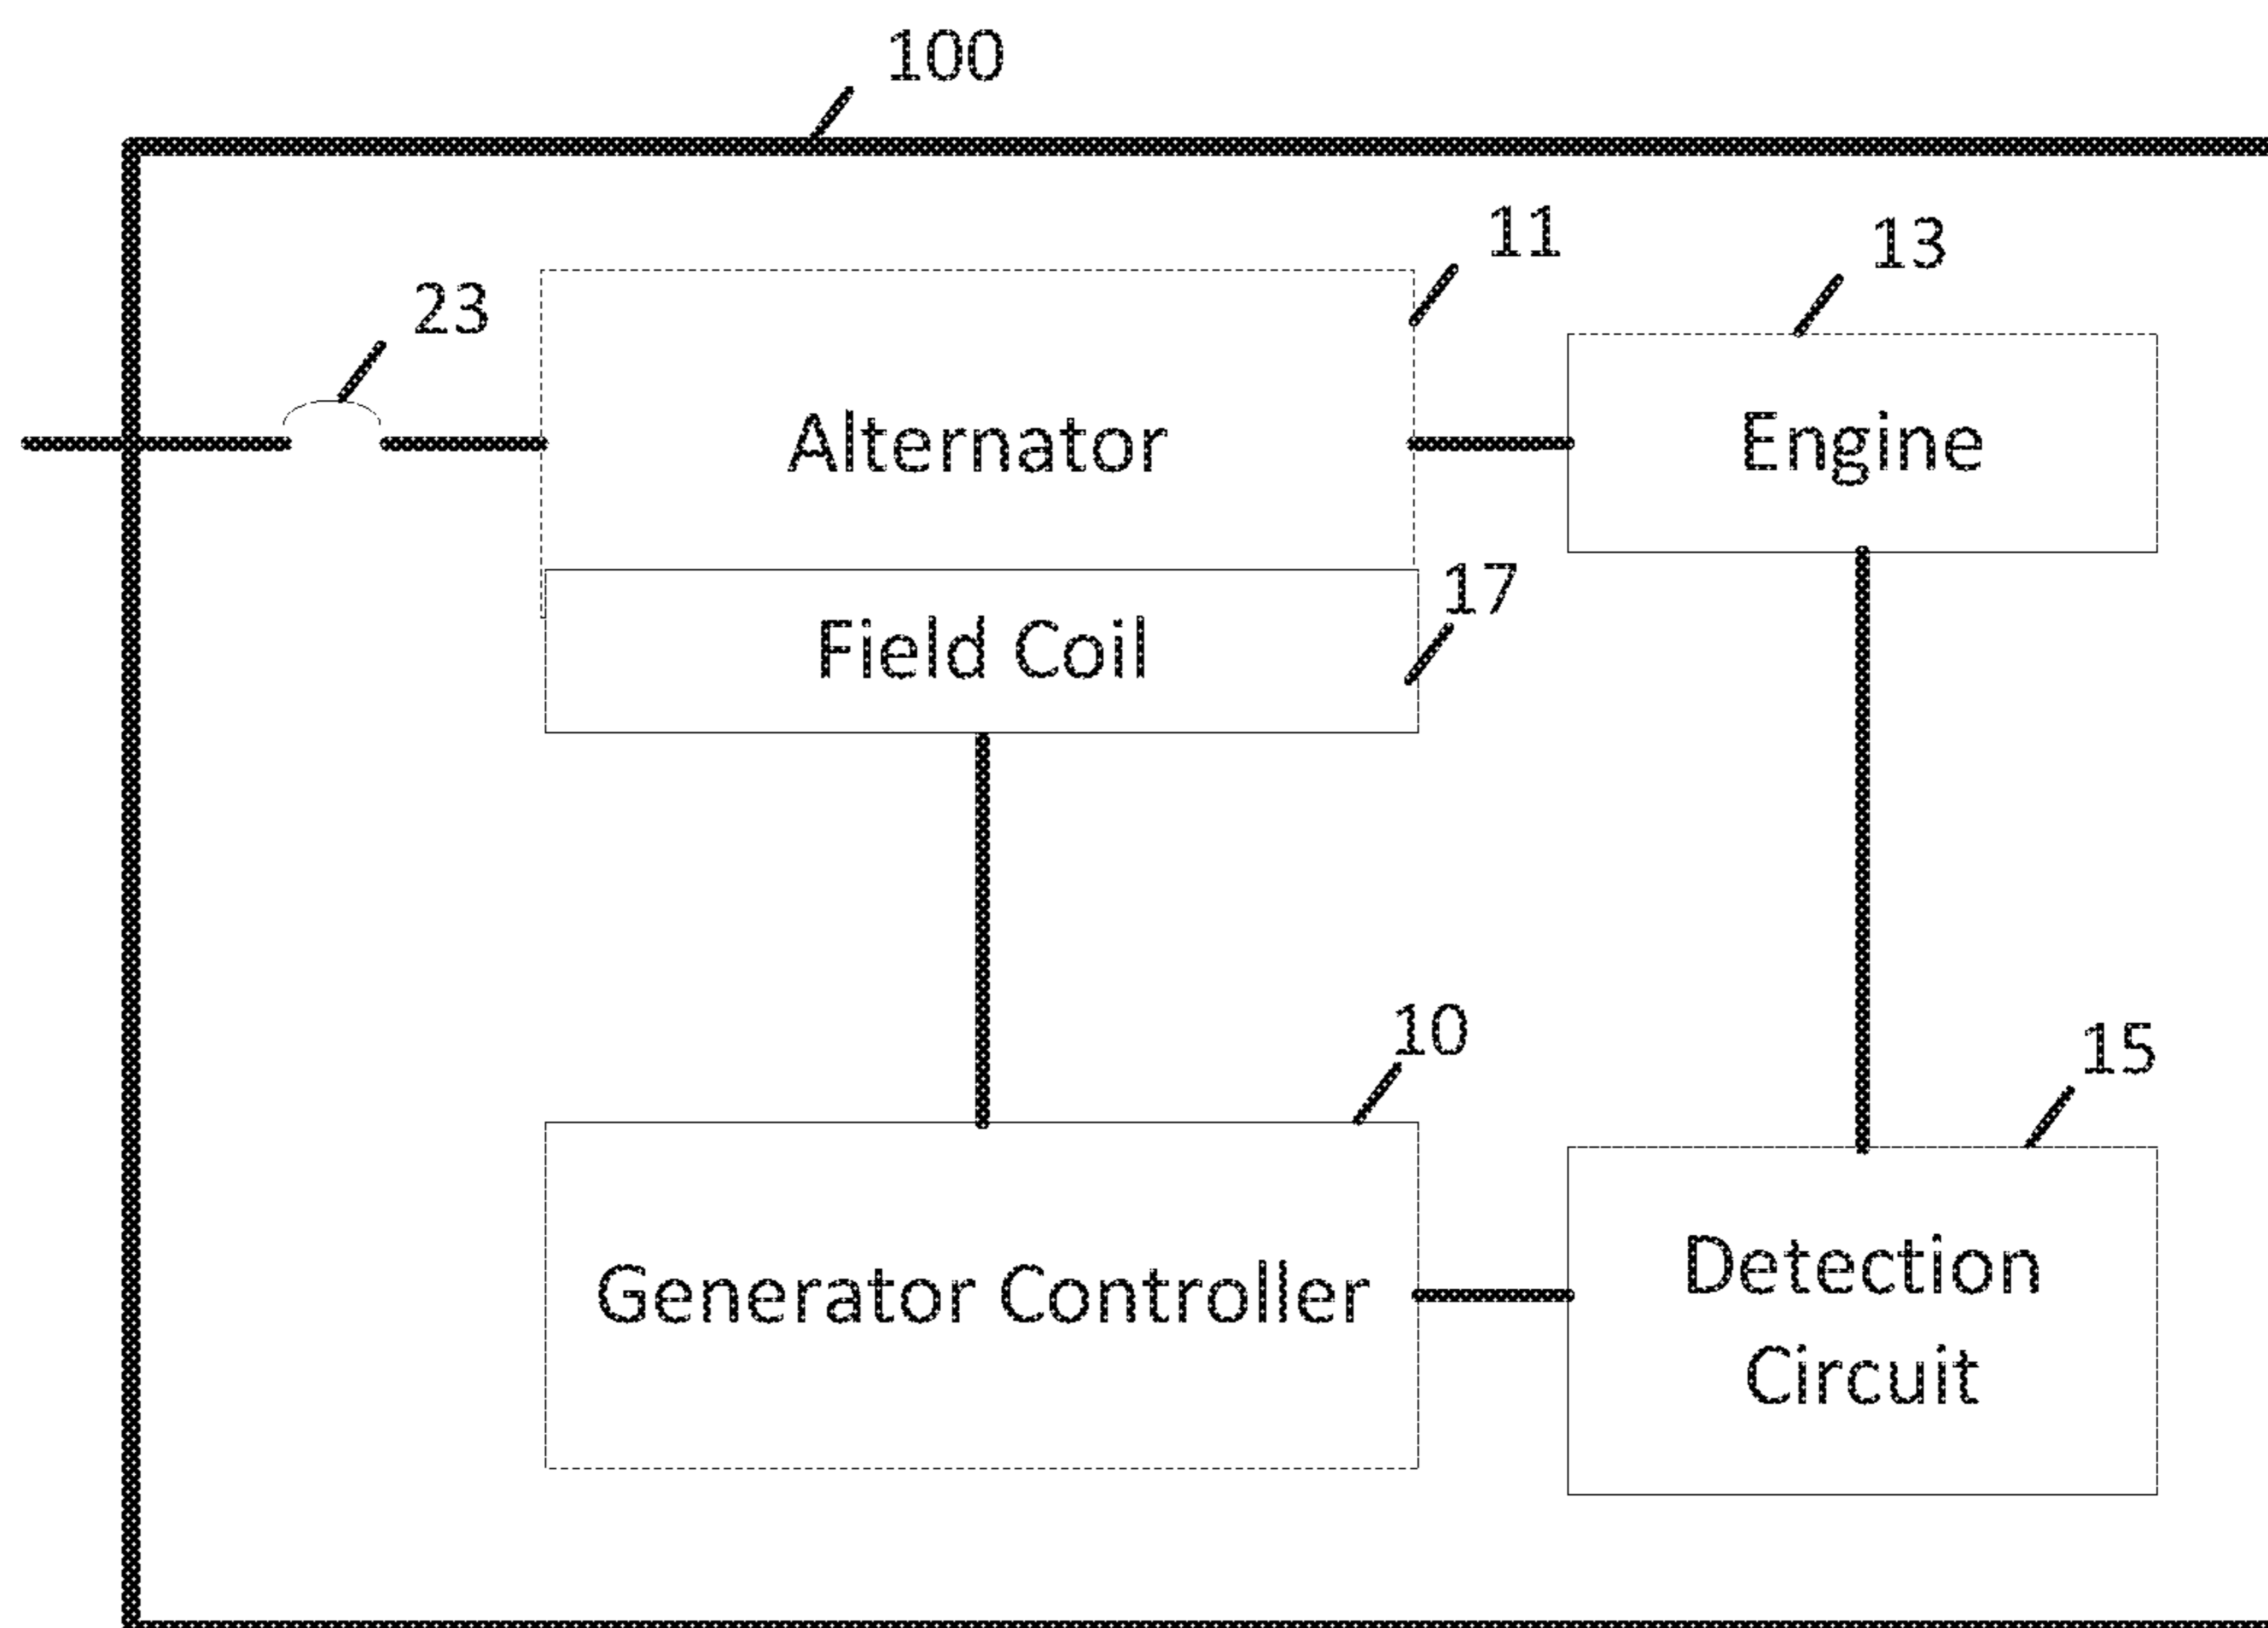 100
11
13
23
Alternator
Engine
17
Field Coil
10
15
Generator Controller
Detection
Circuit